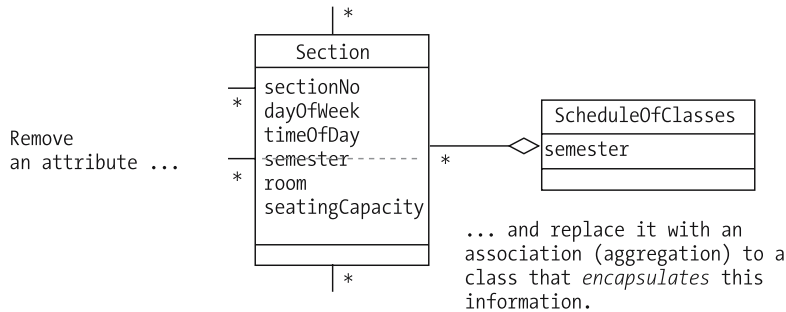 *
Section
sectionNo
*
dayOfWeek
timeOfDay
Remove
an attribute ...
semester
*
room
seatingCapacity
*
*
ScheduleOfClasses
semester
... and replace it with an
association (aggregation) to a
class that encapsulates this
information.